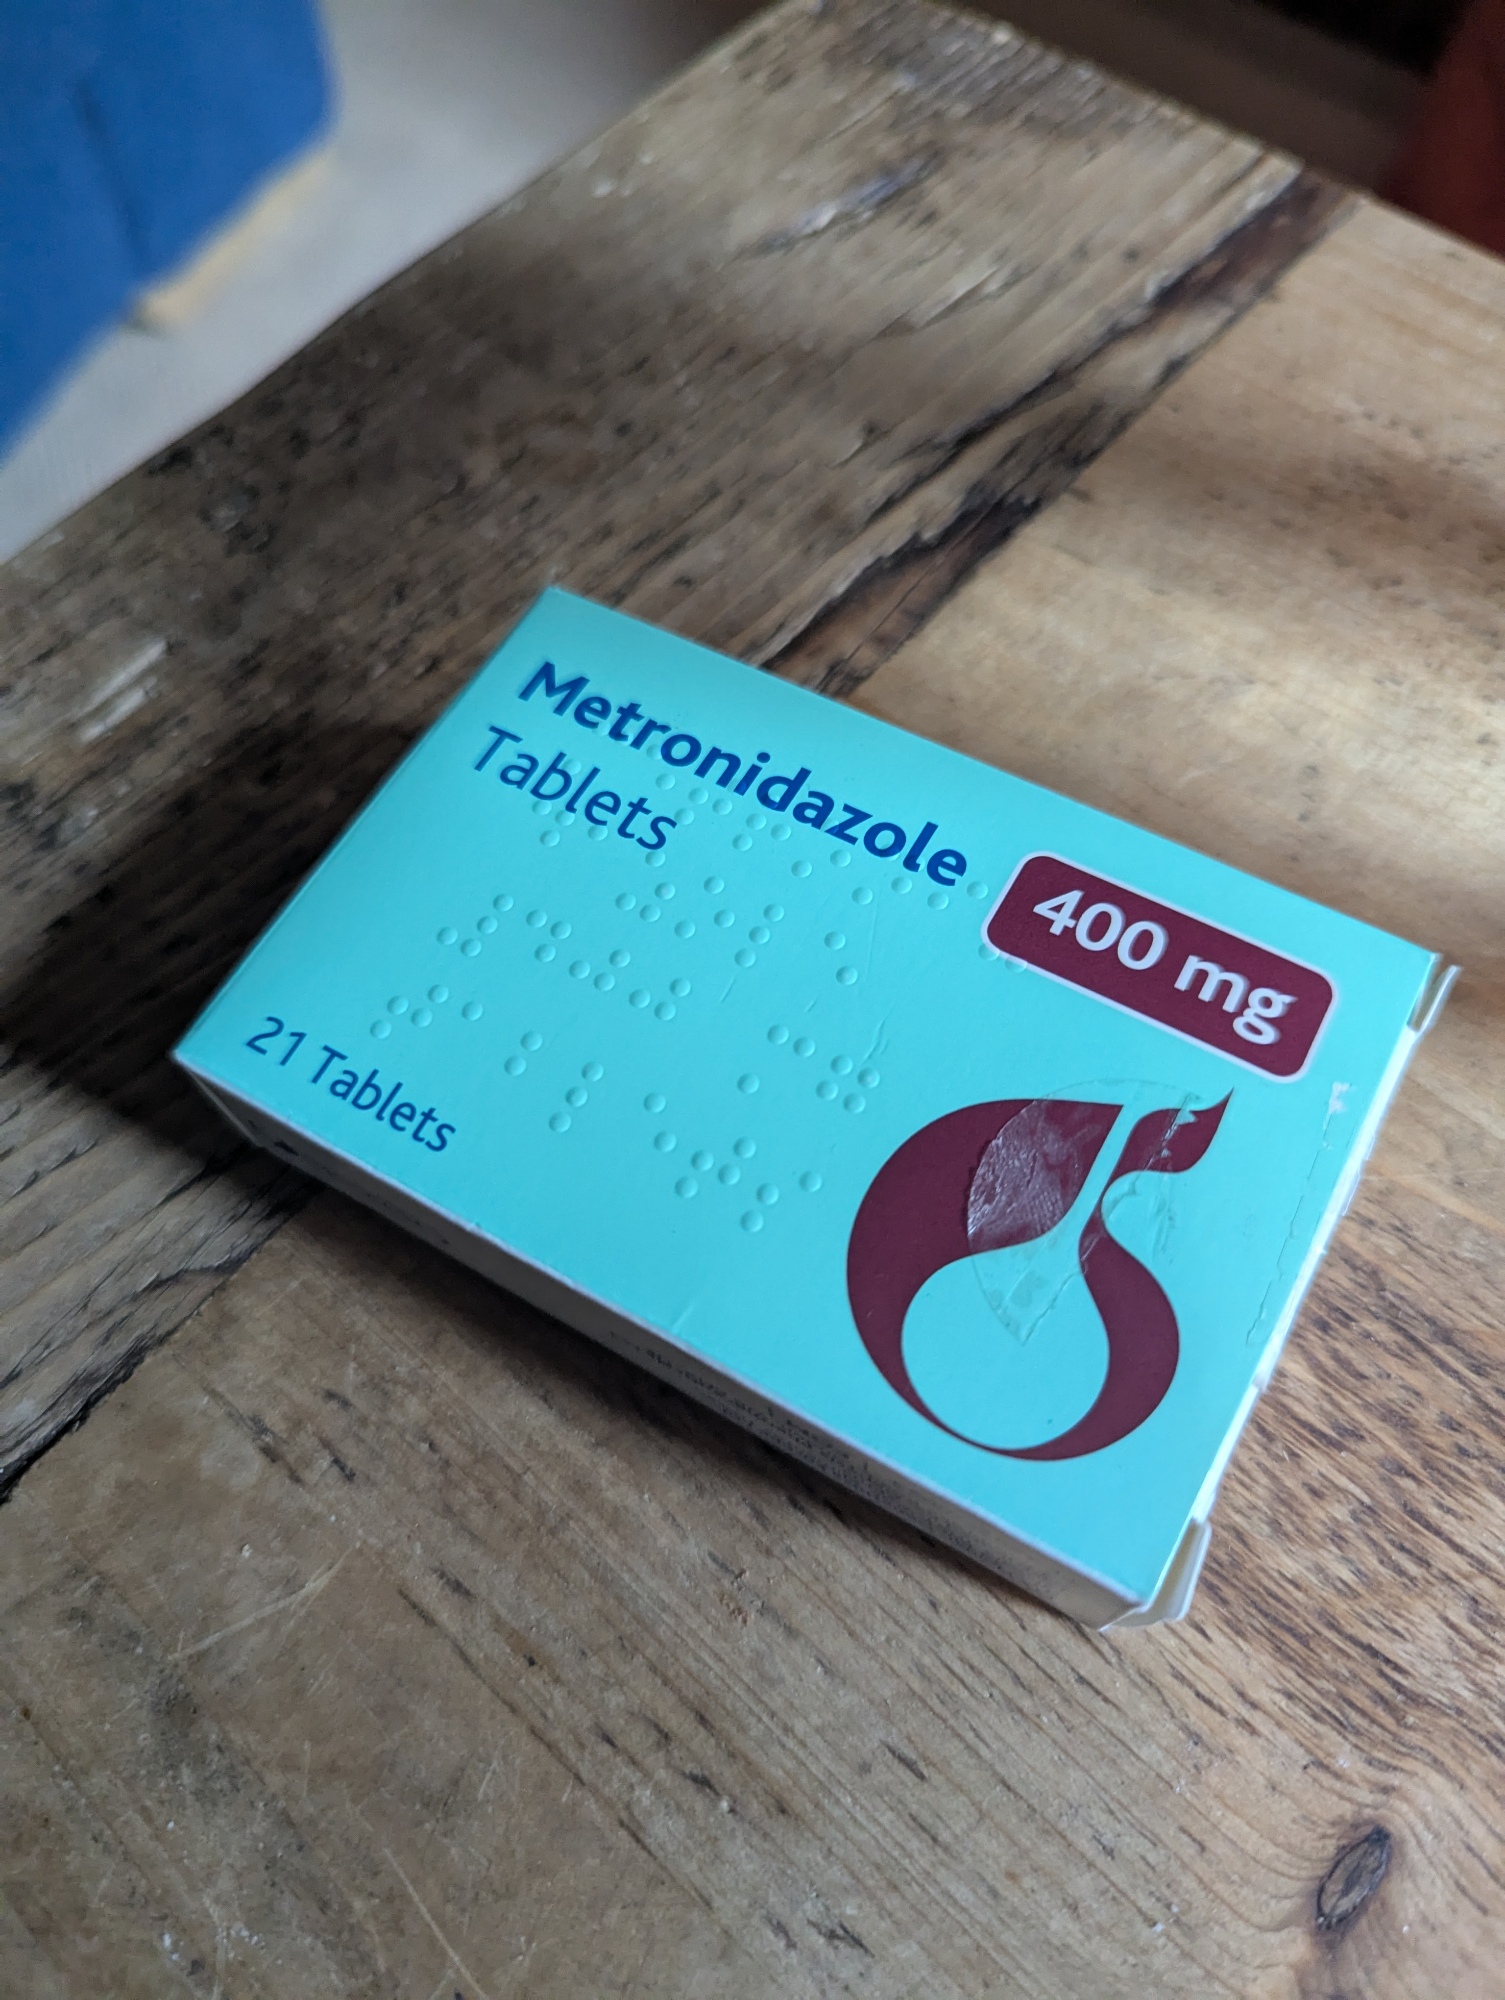 Metronidazole
Tablets
400 mg
21 Tablets